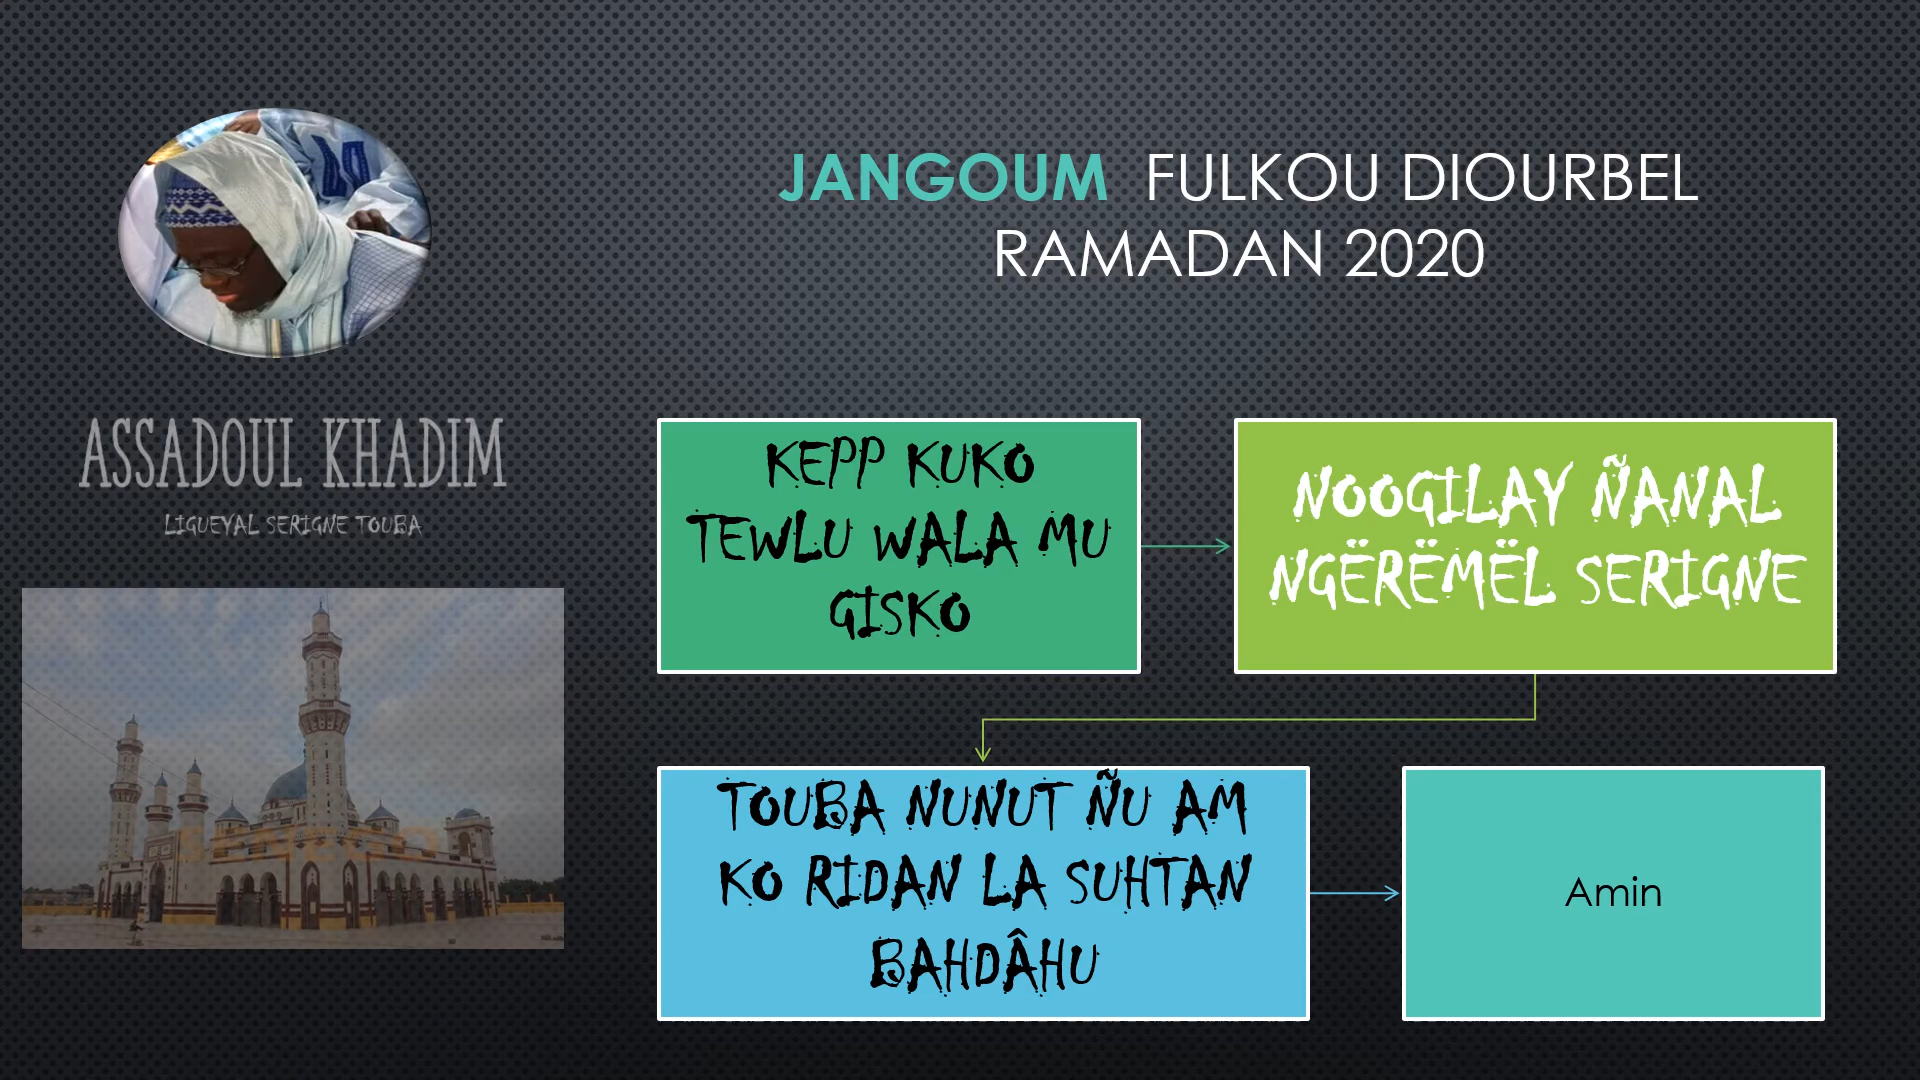 JANGOUM FULKOU DIOURBEL
RAMADAN 2020
ASSADOUL KHADIM
LIGUEYAL SERIGNE TOUBA
KEPP KUKO
TEWLU WALA MU
GISKO
NOOGILAY ÑANAL
NGËRËMËL SERIGNE
TOUBA NUNUT ÑU AM
KO RIDAN LA SUHTAN
BAHDÂHU
Amin